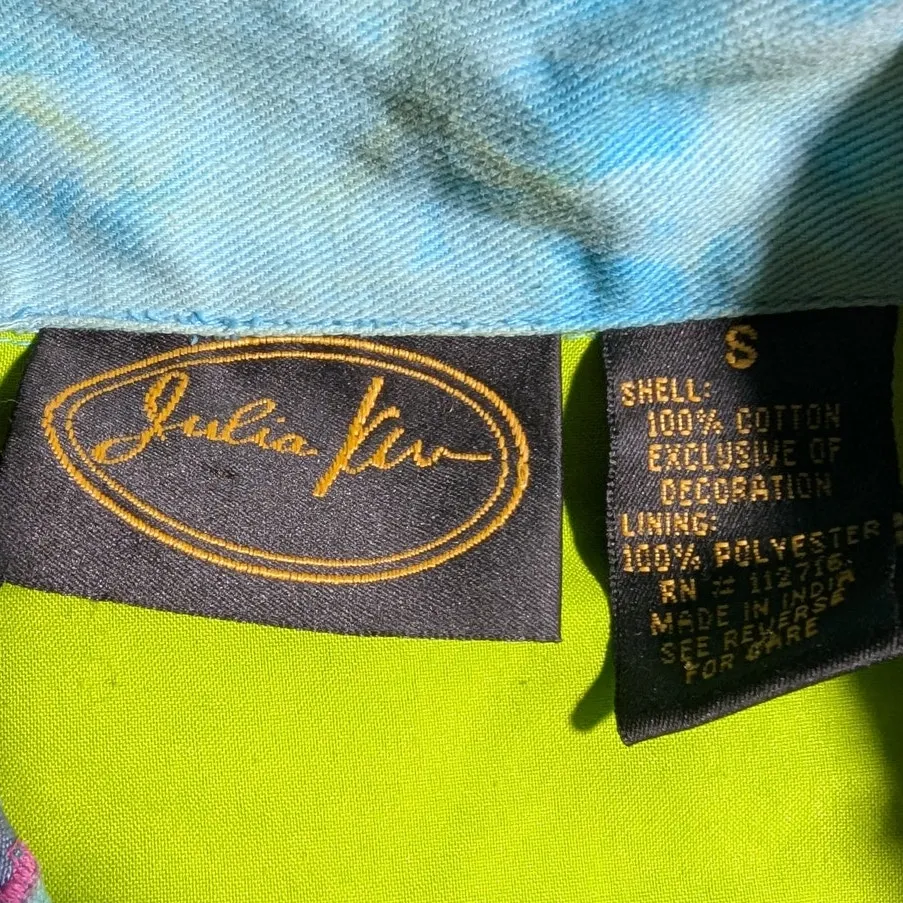 Julia
S
SHELL:
100% COTTON
EXCLUSIVE OF
DECORATION
LINING:
100% POLYESTER
RN # 112716
MADE IN INDIA
SEE REVERSE
FOR CARE